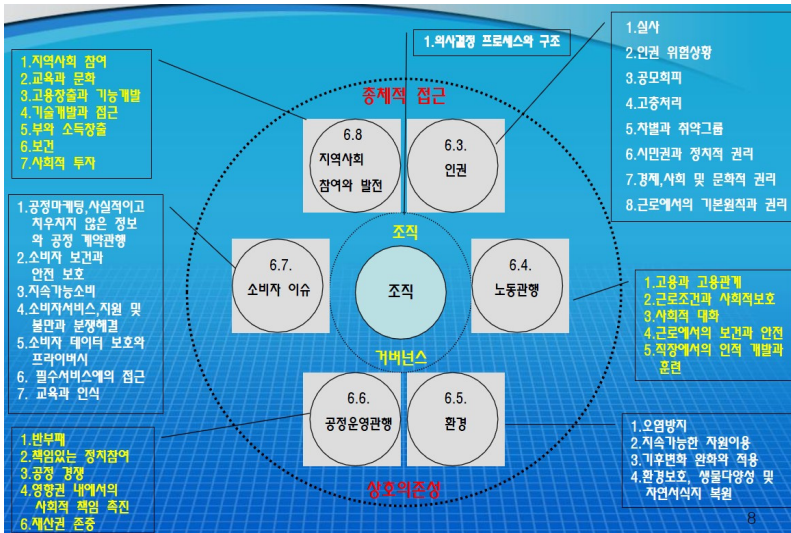 1.의사결정 프로세스와 구조
1.지역사회 참여
2.교육과 문화
3.고용창출과 기능개발
4.기술개발과 접근
5.부와 소득창출
6.보건
7.사회적 투자
1.실사
2.인권 위험상황
3.공모회피
4.고충처리
5.차별과 취약그룹
6.시민권과 정치적 권리
7.경제,사회 및 문화적 권리
8.근로에서의 기본원칙과 권리
총체적 접근
6.8
지역사회
참여와 발전
6.3.
인권
1.공정마케팅,사실적이고
치우치지 않은 정보
와 공정 계약관행
2.소비자 보건과
안전 보호
3.지속가능소비
4.소비자서비스,지원 및
불만과 분쟁해결
5.소비자 데이터 보호와
프라이버시
6. 필수서비스에의 접근
7. 교육과 인식
6.7.
소비자 이슈
조직
조직
거버넌스
6.4.
노동관행
1.고용과 고용관계
2.근로조건과 사회적보호
3.사회적 대화
4.근로에서의 보건과 안전
5.직장에서의 인적 개발과
훈련
6.6.
공정운영관행
6.5.
환경
상호의존성
1.반부패
2.책임있는 정치참여
3.공정 경쟁
4.영향권 내에서의
사회적 책임 촉진
6.재산권 존중
1.오염방지
2.지속가능한 자원이용
3.기후변화 완화와 적용
4.환경보호, 생물다양성 및
자연서식지 복원
8